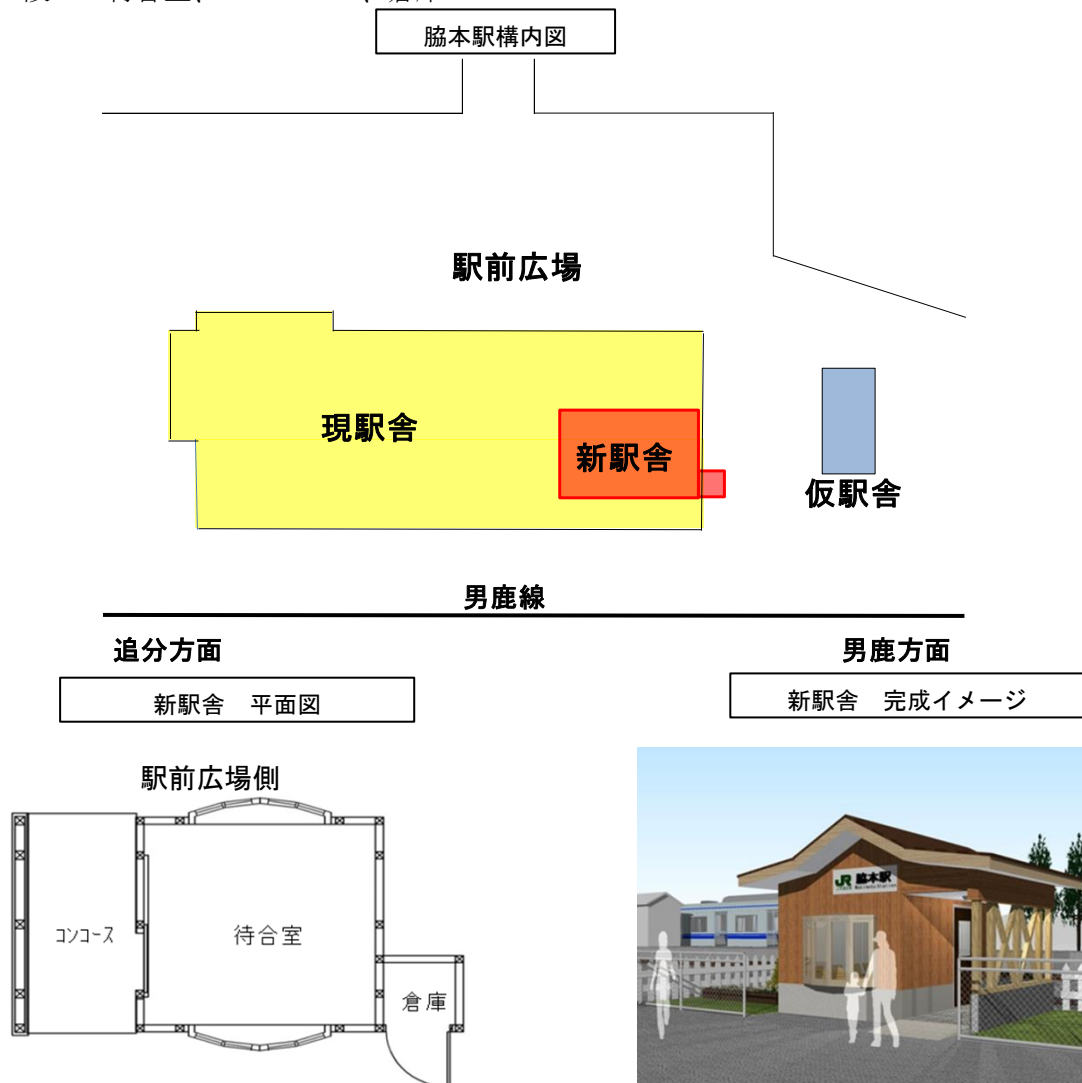 脇本駅構内図
駅前広場
現駅舎
新駅舎
仮駅舎
男鹿線
追分方面
男鹿方面
新駅舎　平面図
新駅舎　完成イメージ
駅前広場側
コンコース
待合室
倉庫
JR 脇本駅